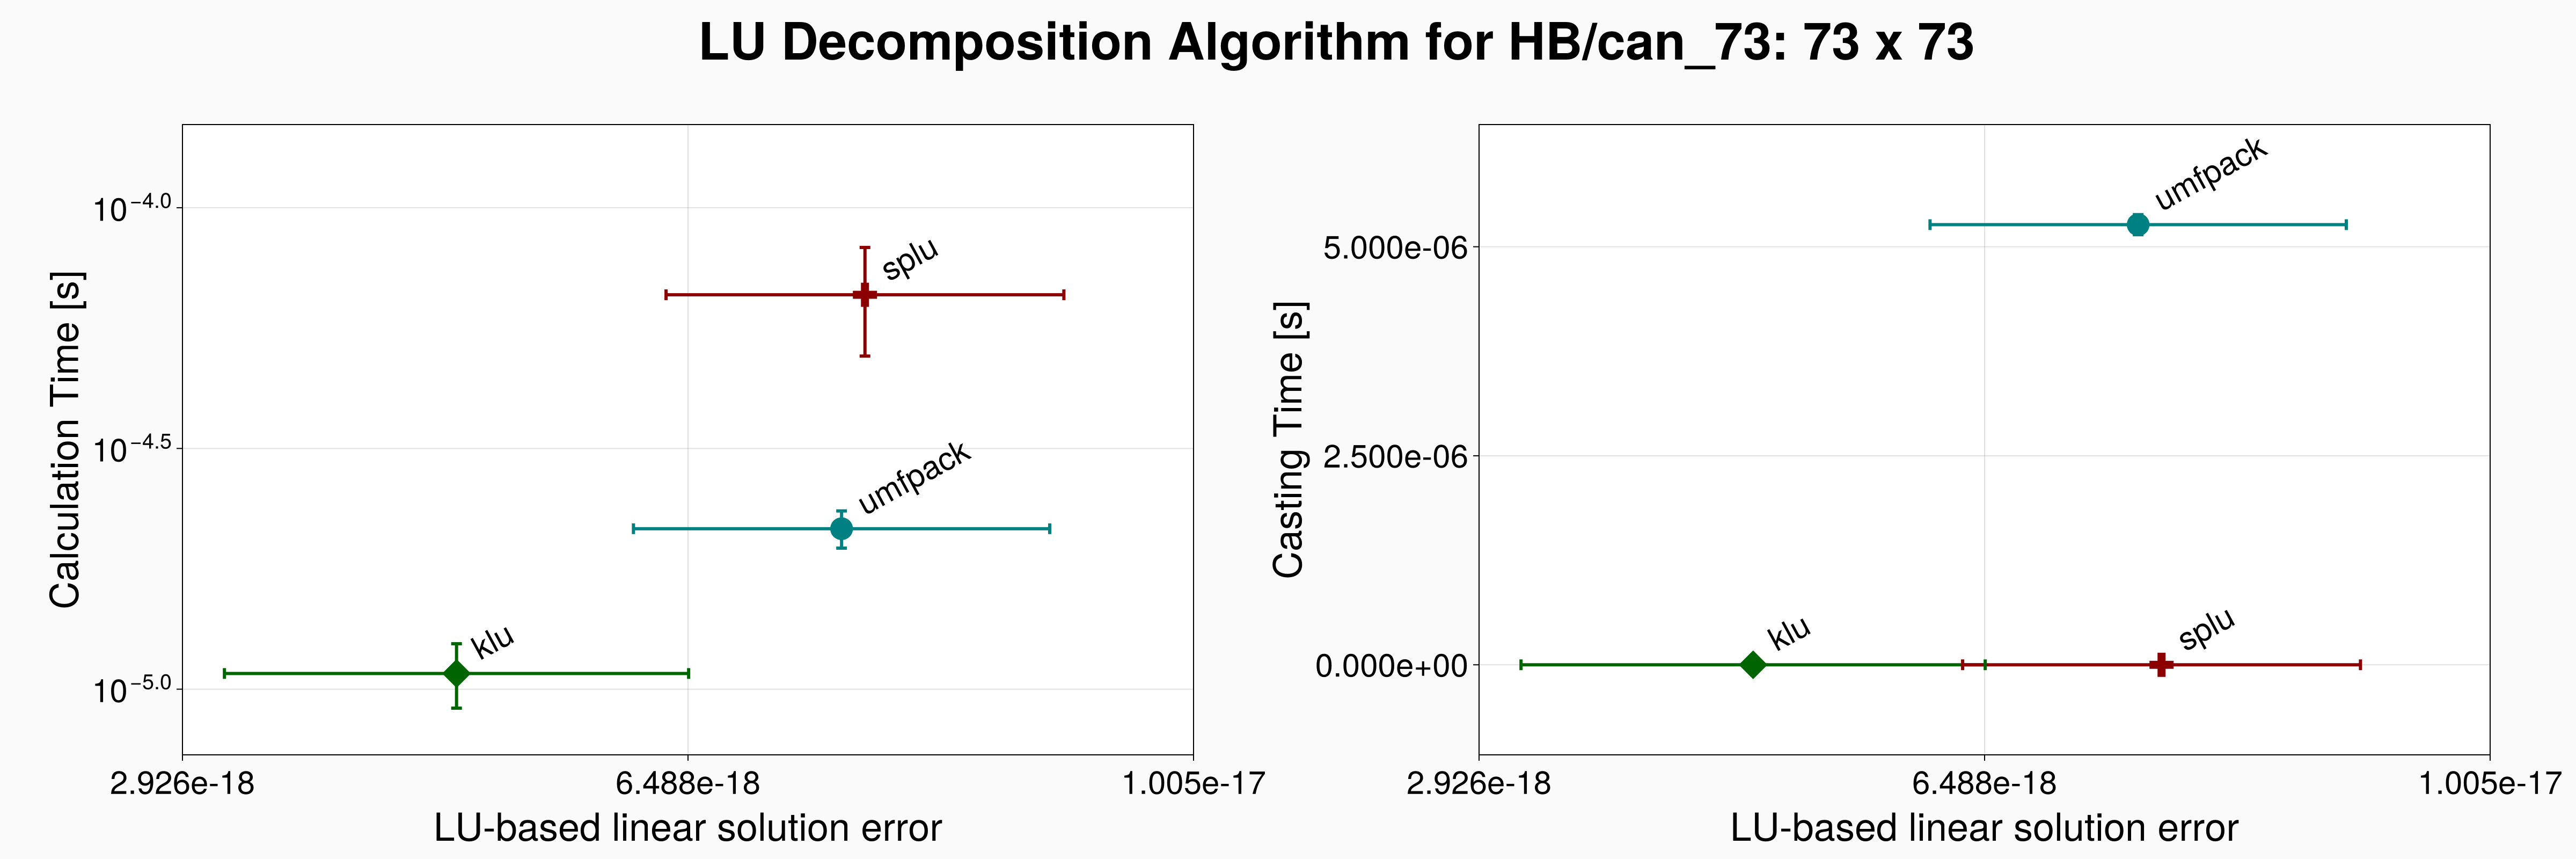 LU Decomposition Algorithm for HB/can_73: 73 x 73
Calculation Time [s]
10^−4.0
10^−4.5
10^−5.0
splu
umfpack
klu
2.926e-18
6.488e-18
1.005e-17
LU-based linear solution error
Casting Time [s]
5.000e-06
2.500e-06
0.000e+00
umfpack
klu
splu
2.926e-18
6.488e-18
1.005e-17
LU-based linear solution error